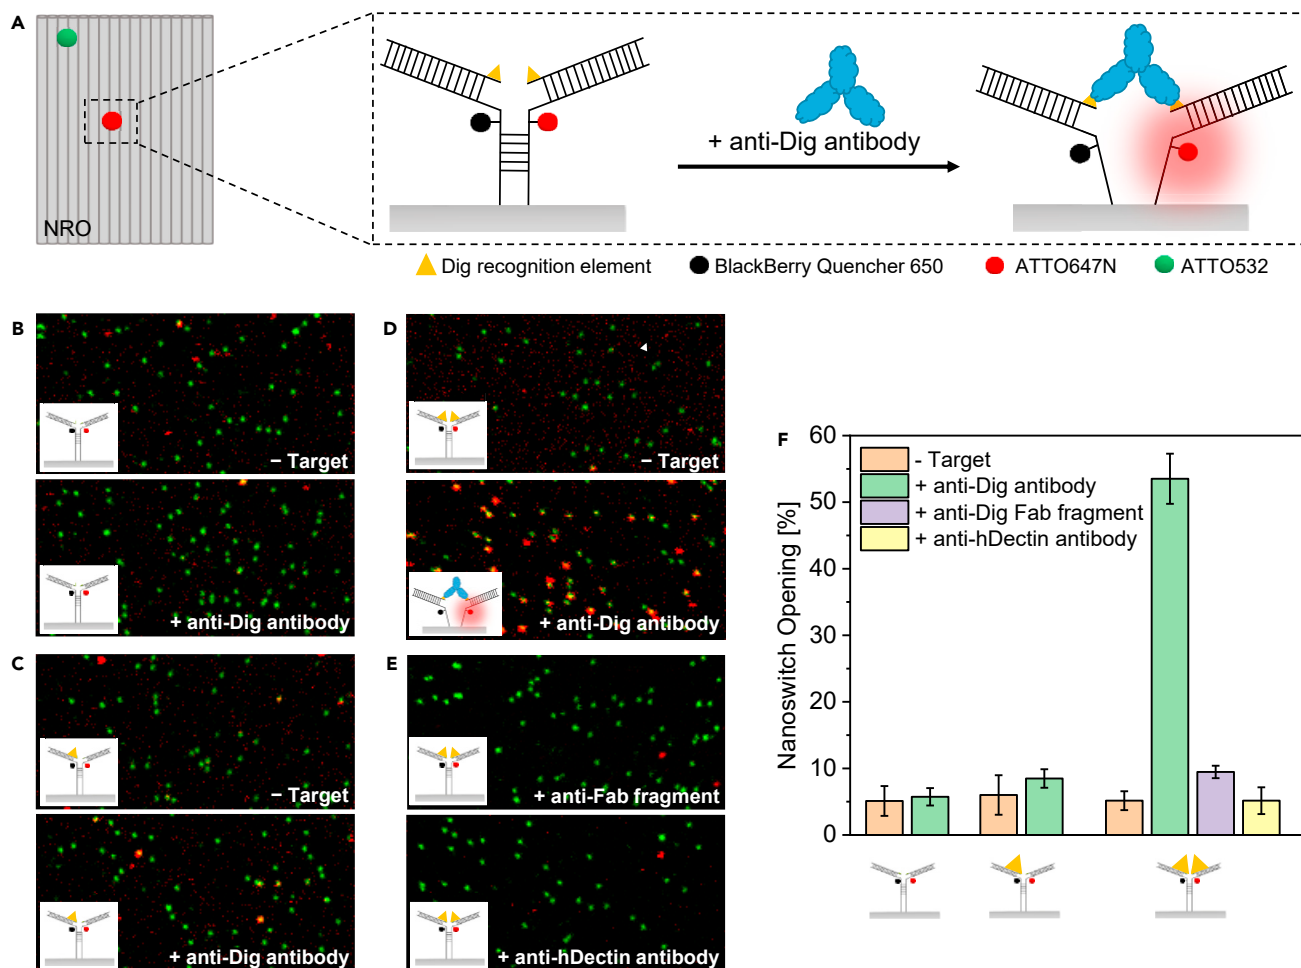 A
NRO
+ anti-Dig antibody
Dig recognition element
BlackBerry Quencher 650
ATTO647N
ATTO532
B
– Target
+ anti-Dig antibody
C
– Target
+ anti-Dig antibody
D
– Target
+ anti-Dig antibody
E
+ anti-Fab fragment
+ anti-hDectin antibody
F
Nanoswitch Opening [%]
60
50
40
30
20
10
0
- Target
+ anti-Dig antibody
+ anti-Dig Fab fragment
+ anti-hDectin antibody